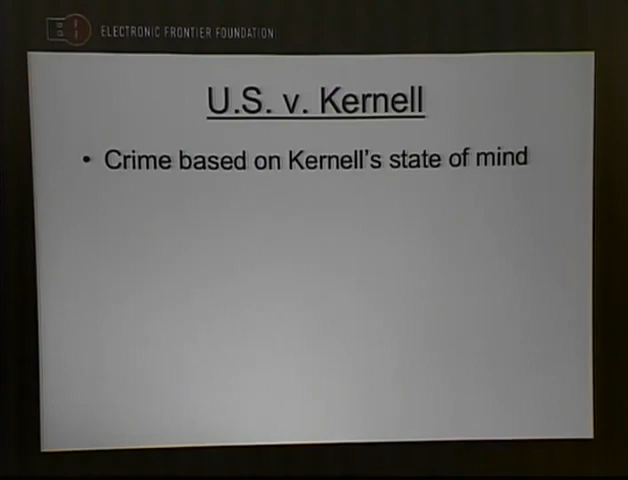 ELECTRONIC FRONTIER FOUNDATION
U.S. v. Kernell
• Crime based on Kernell's state of mind